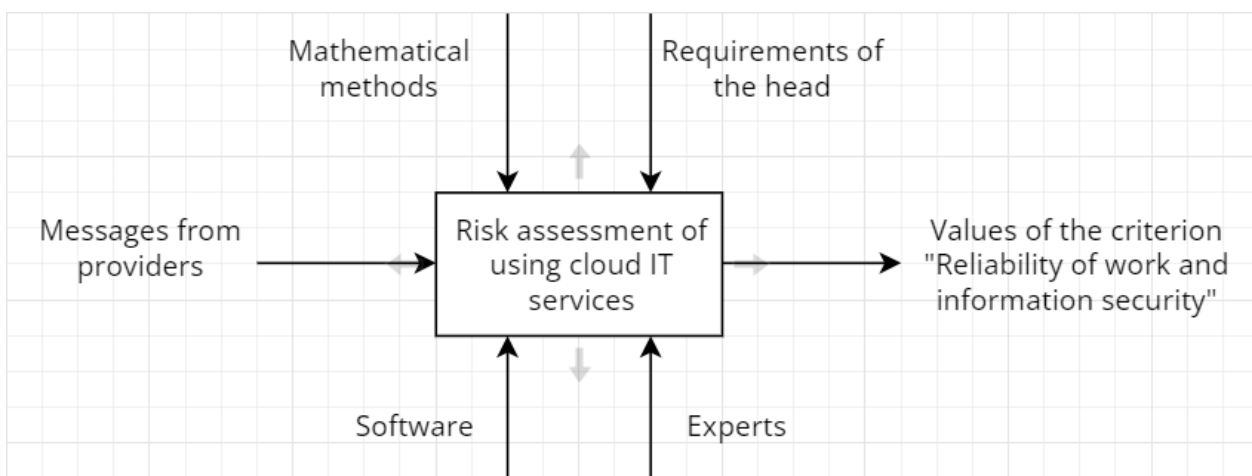 Mathematical
methods
Requirements of
the head
Messages from
providers
Risk assessment of
using cloud IT
services
Values of the criterion
"Reliability of work and
information security"
Software
Experts